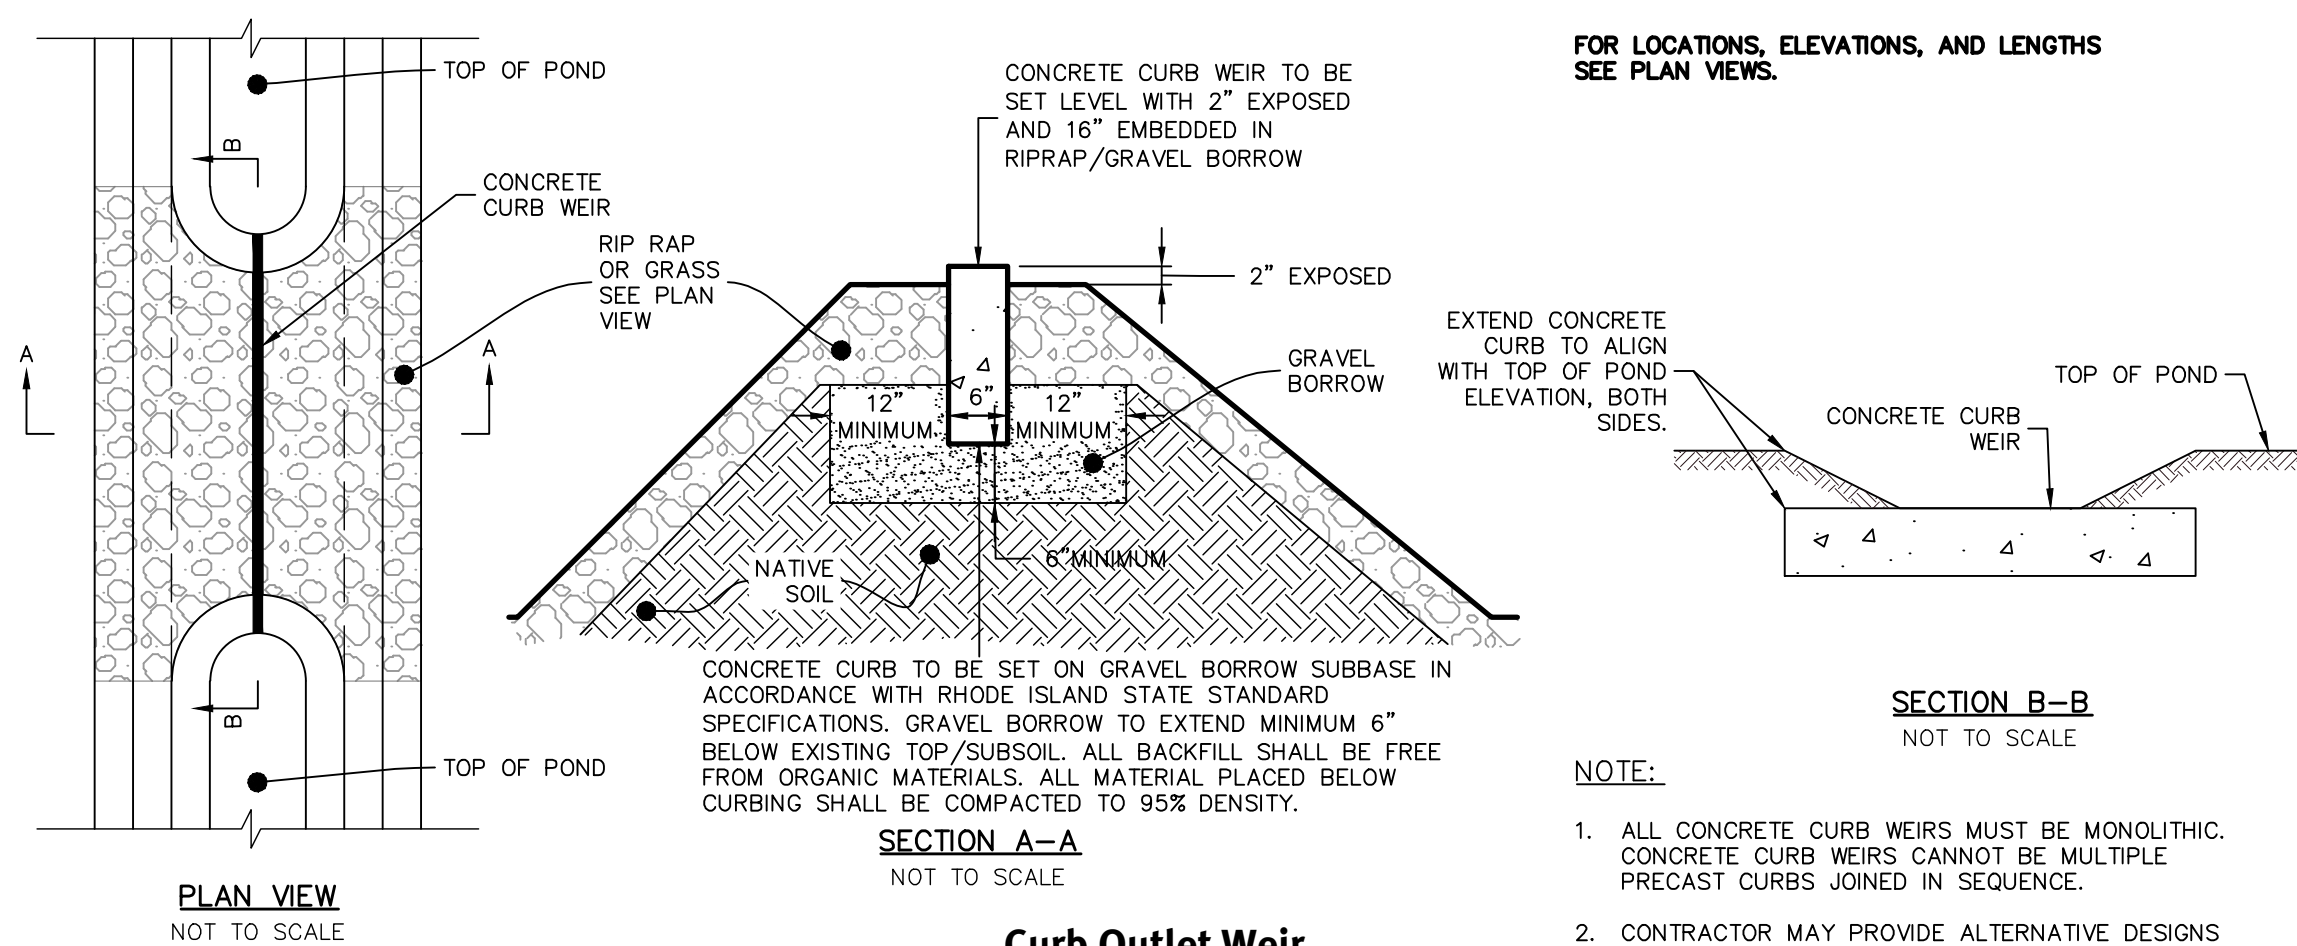 TOP OF POND
B
CONCRETE
CURB WEIR
RIP RAP
OR GRASS
SEE PLAN
VIEW
A
A
B
TOP OF POND
PLAN VIEW
NOT TO SCALE
CONCRETE CURB WEIR TO BE
SET LEVEL WITH 2” EXPOSED
AND 16” EMBEDDED IN
RIPRAP/GRAVEL BORROW
2” EXPOSED
GRAVEL
BORROW
12”
MINIMUM
6”
12”
MINIMUM
6”MINIMUM
NATIVE
SOIL
CONCRETE CURB TO BE SET ON GRAVEL BORROW SUBBASE IN
ACCORDANCE WITH RHODE ISLAND STATE STANDARD
SPECIFICATIONS. GRAVEL BORROW TO EXTEND MINIMUM 6”
BELOW EXISTING TOP/SUBSOIL. ALL BACKFILL SHALL BE FREE
FROM ORGANIC MATERIALS. ALL MATERIAL PLACED BELOW
CURBING SHALL BE COMPACTED TO 95% DENSITY.
SECTION A-A
NOT TO SCALE
Curb Outlet Weir
FOR LOCATIONS, ELEVATIONS, AND LENGTHS
SEE PLAN VIEWS.
EXTEND CONCRETE
CURB TO ALIGN
WITH TOP OF POND
ELEVATION, BOTH
SIDES.
CONCRETE CURB
WEIR
TOP OF POND
SECTION B-B
NOT TO SCALE
NOTE:
1. ALL CONCRETE CURB WEIRS MUST BE MONOLITHIC.
CONCRETE CURB WEIRS CANNOT BE MULTIPLE
PRECAST CURBS JOINED IN SEQUENCE.
2. CONTRACTOR MAY PROVIDE ALTERNATIVE DESIGNS